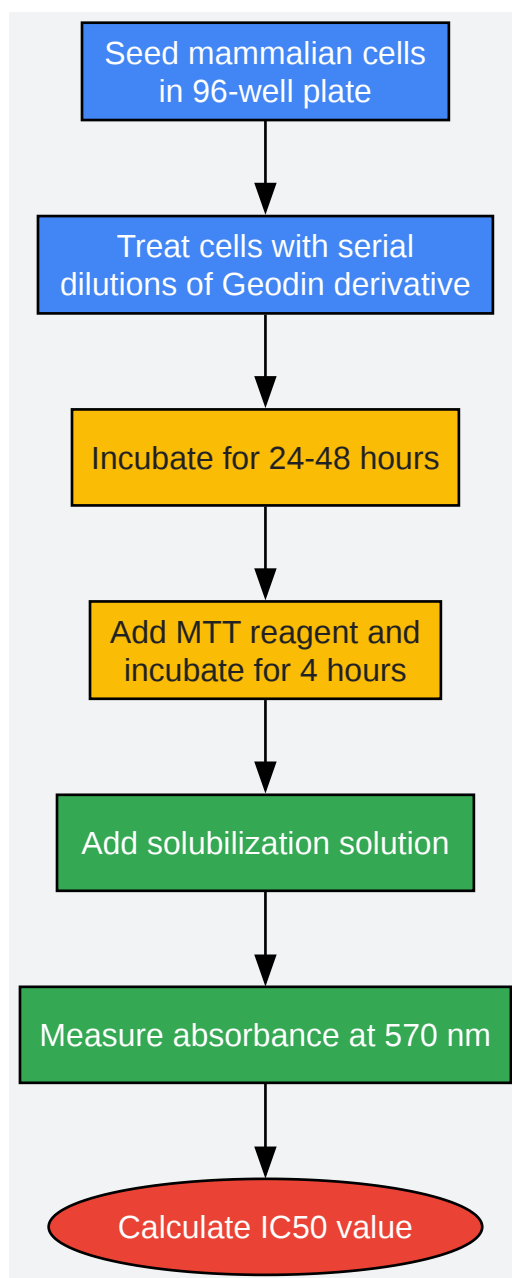 Seed mammalian cells
in 96-well plate
Treat cells with serial
dilutions of Geodin derivative
Incubate for 24-48 hours
Add MTT reagent and
incubate for 4 hours
Add solubilization solution
Measure absorbance at 570 nm
Calculate IC50 value